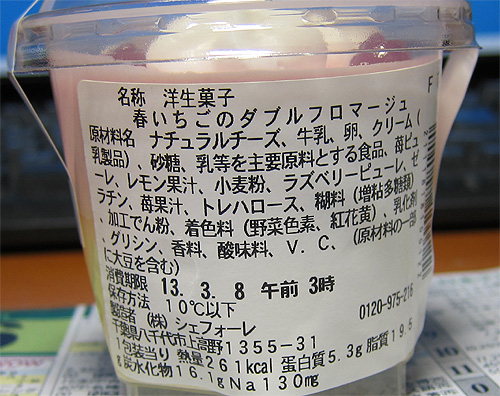 名称 洋生菓子
春いちごのダブルフロマージュ
原材料名 ナチュラルチーズ、牛乳、卵、クリーム(
乳製品)、砂糖、乳等を主要原料とする食品、苺ピュ
ーレ、レモン果汁、小麦粉、ラズベリーピューレ、ゼ
ラチン、苺果汁、トレハロース、糊料(増粘多糖類)
、加工でん粉、着色料(野菜色素、紅花黄)、乳化剤
、グリシン、香料、酸味料、V.C、(原材料の一部
に大豆を含む)
消費期限 13.3.8 午前3時
保存方法 10℃以下
製造者 (株)シェフォーレ
千葉県八千代市上高野1355-31
0120-975-216
1包装当り 熱量261kcal 蛋白質5.3g 脂質19.5
g 炭水化物16.1g Na130mg
F